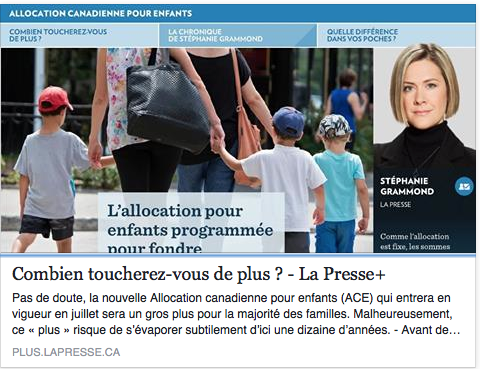 ALLOCATION CANADIENNE POUR ENFANTS
COMBIEN TOUCHEREZ-VOUS
DE PLUS ?
LA CHRONIQUE
DE STÉPHANIE GRAMMOND
QUELLE DIFFÉRENCE
DANS VOS POCHES ?
L'allocation pour
enfants programmée
pour fondre
STÉPHANIE
GRAMMOND
LA PRESSE
Comme l'allocation
est fixe, les sommes
Combien toucherez-vous de plus ? - La Presse+
Pas de doute, la nouvelle Allocation canadienne pour enfants (ACE) qui entrera en
vigueur en juillet sera un gros plus pour la majorité des familles. Malheureusement,
ce « plus » risque de s'évaporer subtilement d'ici une dizaine d'années. - Avant de…
PLUS.LAPRESSE.CA